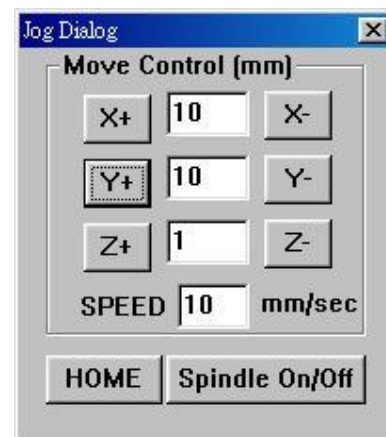 Jog Dialog
Move Control (mm)
X+ 10 X-
Y+ 10 Y-
Z+ 1 Z-
SPEED 10 mm/sec
HOME Spindle On/Off